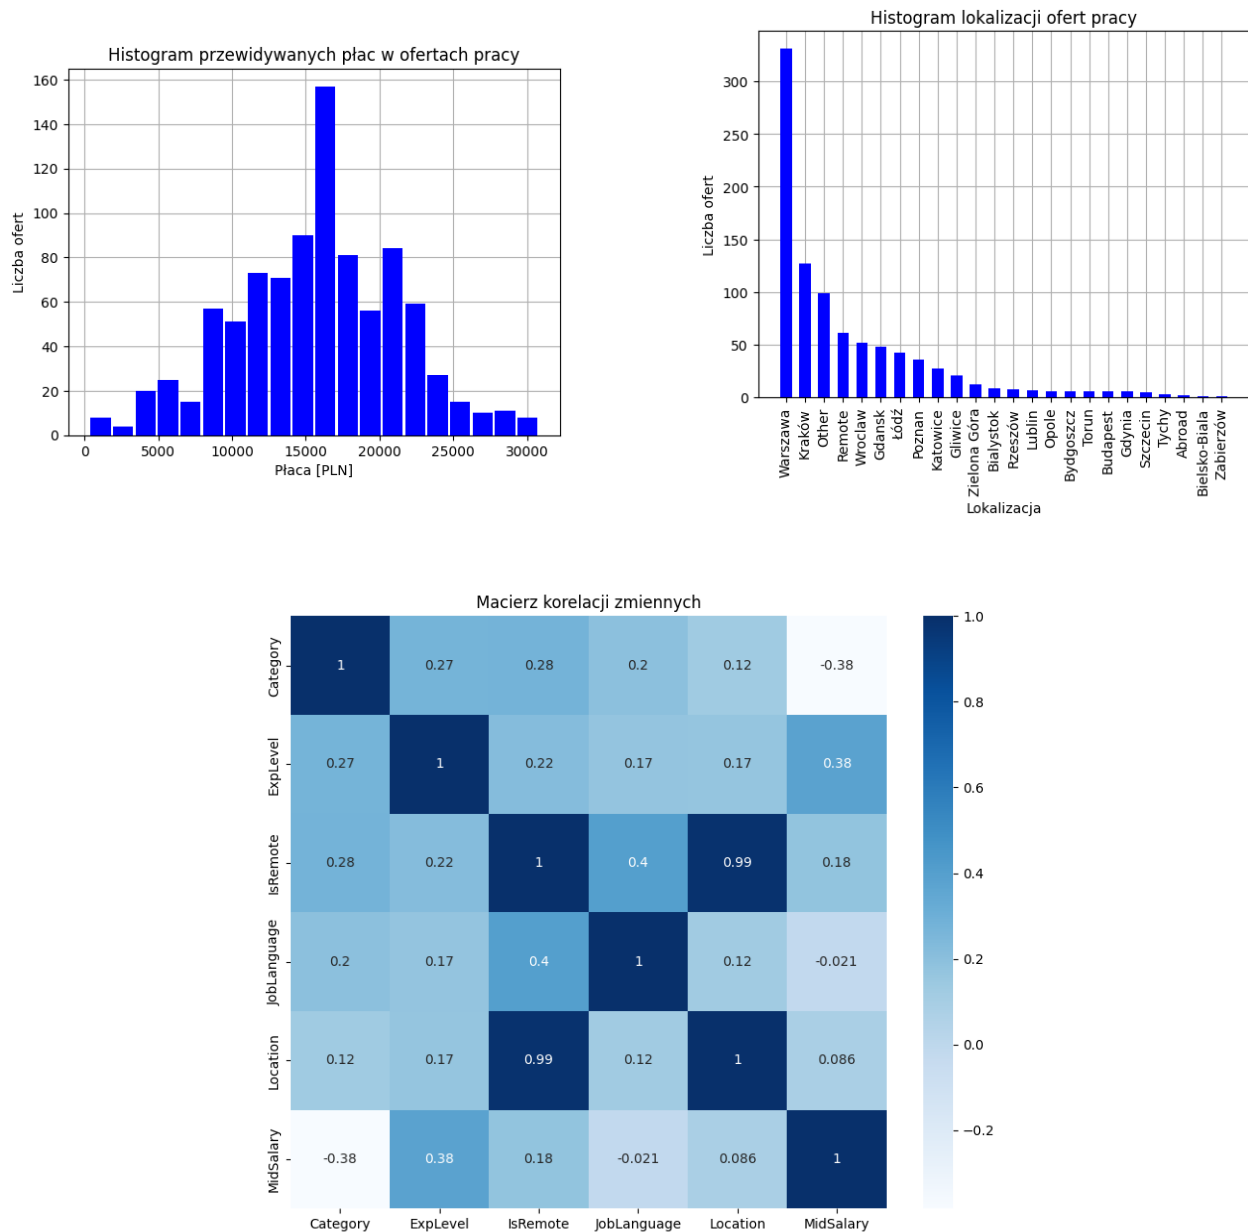 Histogram przewidywanych płac w ofertach pracy
160
140
120
100
80
60
40
20
0
Liczba ofert
0 5000 10000 15000 20000 25000 30000
Płaca [PLN]
Histogram lokalizacji ofert pracy
300
250
200
150
100
50
0
Liczba ofert
Warszawa
Kraków
Other
Remote
Wroclaw
Gdansk
Łódź
Poznan
Katowice
Gliwice
Zielona Góra
Bialystok
Rzeszów
Lublin
Opole
Bydgoszcz
Torun
Budapest
Gdynia
Szczecin
Tychy
Abroad
Bielsko-Biala
Zabierzów
Lokalizacja
Macierz korelacji zmiennych
Category 1 0.27 0.28 0.2 0.12 -0.38
ExpLevel 0.27 1 0.22 0.17 0.17 0.38
IsRemote 0.28 0.22 1 0.4 0.99 0.18
JobLanguage 0.2 0.17 0.4 1 0.12 -0.021
Location 0.12 0.17 0.99 0.12 1 0.086
MidSalary -0.38 0.38 0.18 -0.021 0.086 1
Category ExpLevel IsRemote JobLanguage Location MidSalary
1.0
0.8
0.6
0.4
0.2
0.0
−0.2